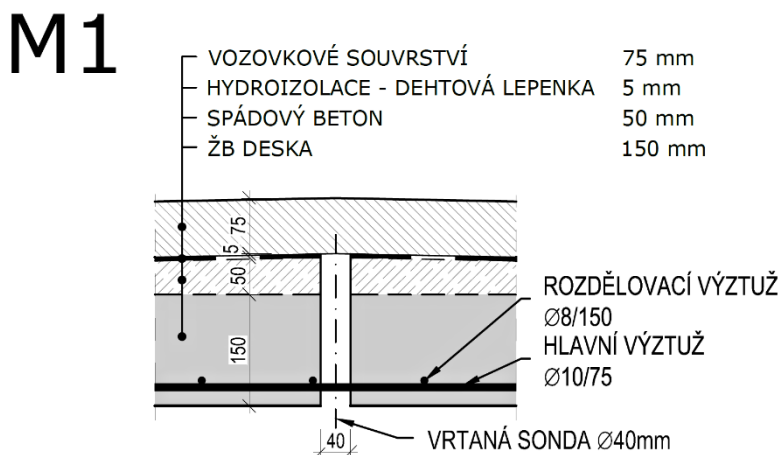 M1
VOZOVKOVÉ SOUVRSTVÍ 75 mm
HYDROIZOLACE - DEHTOVÁ LEPENKA 5 mm
SPÁDOVÝ BETON 50 mm
ŽB DESKA 150 mm
75
5
50
150
ROZDĚLOVACÍ VÝZTUŽ
Ø8/150
HLAVNÍ VÝZTUŽ
Ø10/75
40
VRTANÁ SONDA Ø40mm